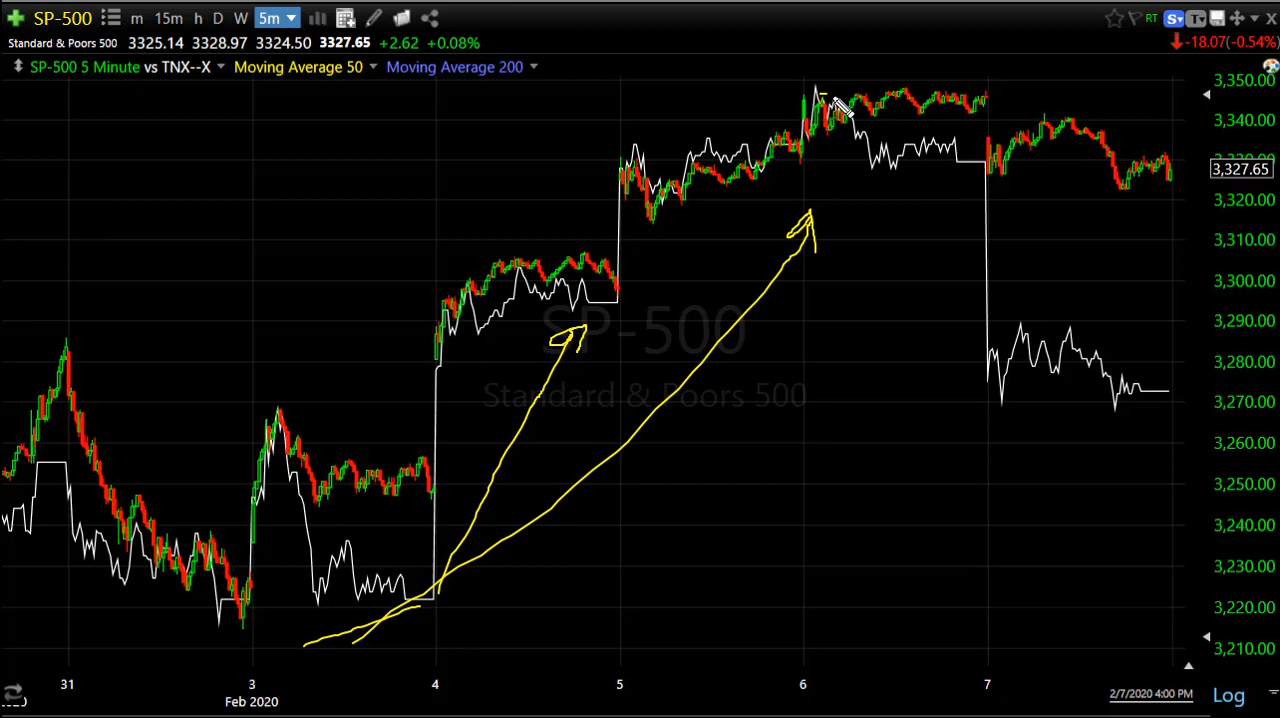 SP-500 m 15m h D W 5m RT S T X
Standard & Poors 500 3325.14 3328.97 3324.50 3327.65 +2.62 +0.08% -18.07(-0.54%)
SP-500 5 Minute vs TNX--X Moving Average 50 Moving Average 200
3,350.00
3,340.00
3,327.65
3,320.00
3,310.00
3,300.00
SP-500
3,290.00
3,280.00
Standard & Poors 500
3,270.00
3,260.00
3,250.00
3,240.00
3,230.00
3,220.00
3,210.00
31 3 4 5 6 7
Feb 2020 2/7/2020 4:00 PM Log